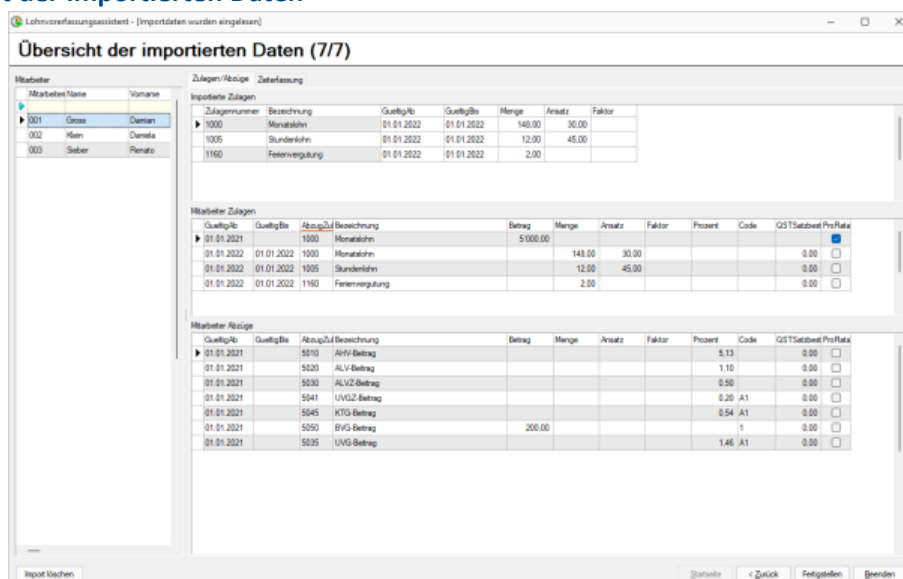 t der importierten Daten
Lohnvorerfassungsassistent - [Importdaten wurden eingelesen]
Übersicht der importierten Daten (7/7)
Mitarbeiter
Mitarbeiter Name Vorname
001 Gross Damian
002 Klein Daniela
003 Sieber Renato
Zulagen/Abzüge Zeiterfassung
Importierte Zulagen
Zulagennummer Bezeichnung GueltigAb GueltigBis Menge Ansatz Faktor
1000 Monatslohn 01.01.2022 01.01.2022 148,00 30,00
1005 Stundenlohn 01.01.2022 01.01.2022 12,00 45,00
1160 Ferienvergutung 01.01.2022 01.01.2022 2,00
Mitarbeiter Zulagen
GueltigAb GueltigBis AbzugZul Bezeichnung Betrag Menge Ansatz Faktor Prozent Code QSTSatzbest ProRata
01.01.2021 1000 Monatslohn 5'000,00
01.01.2022 01.01.2022 1000 Monatslohn 148,00 30,00 0.00
01.01.2022 01.01.2022 1005 Stundenlohn 12,00 45,00 0.00
01.01.2022 01.01.2022 1160 Ferienvergutung 2,00 0.00
Mitarbeiter Abzüge
GueltigAb GueltigBis AbzugZul Bezeichnung Betrag Menge Ansatz Faktor Prozent Code QSTSatzbest ProRata
01.01.2021 5010 AHV-Beitrag 5,13 0,00
01.01.2021 5020 ALV-Beitrag 1,10 0.00
01.01.2021 5030 ALVZ-Beitrag 0,50 0.00
01.01.2021 5041 UVGZ-Beitrag 0,20 A1 0.00
01.01.2021 5045 KTG-Beitrag 0,54 A1 0.00
01.01.2021 5050 BVG-Beitrag 200,00 1 0.00
01.01.2021 5035 UVG-Beitrag 1,46 A1 0.00
Import löschen Startseite < Zurück Fertigstellen Beenden